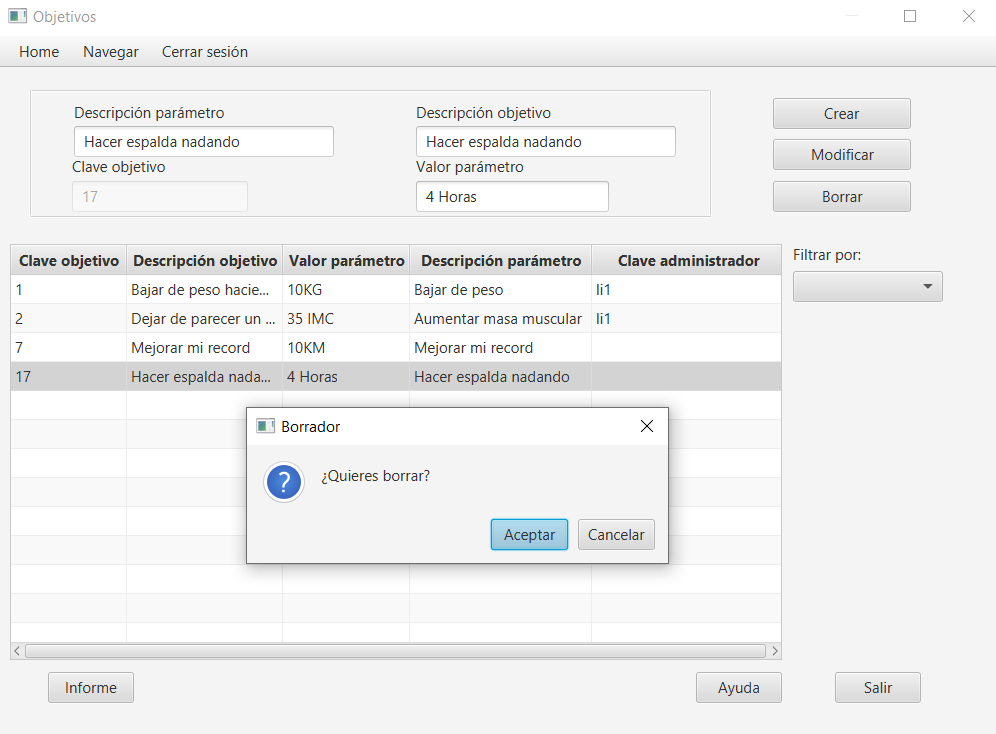 Objetivos
Home Navegar Cerrar sesión
Descripción parámetro Descripción objetivo
Hacer espalda nadando Hacer espalda nadando
Clave objetivo Valor parámetro
17 4 Horas
Crear
Modificar
Borrar
Clave objetivo Descripción objetivo Valor parámetro Descripción parámetro Clave administrador
1 Bajar de peso hacie... 10KG Bajar de peso li1
2 Dejar de parecer un ... 35 IMC Aumentar masa muscular li1
7 Mejorar mi record 10KM Mejorar mi record
17 Hacer espalda nada... 4 Horas Hacer espalda nadando
Filtrar por:
Borrador
?
¿Quieres borrar?
Aceptar Cancelar
Informe Ayuda Salir